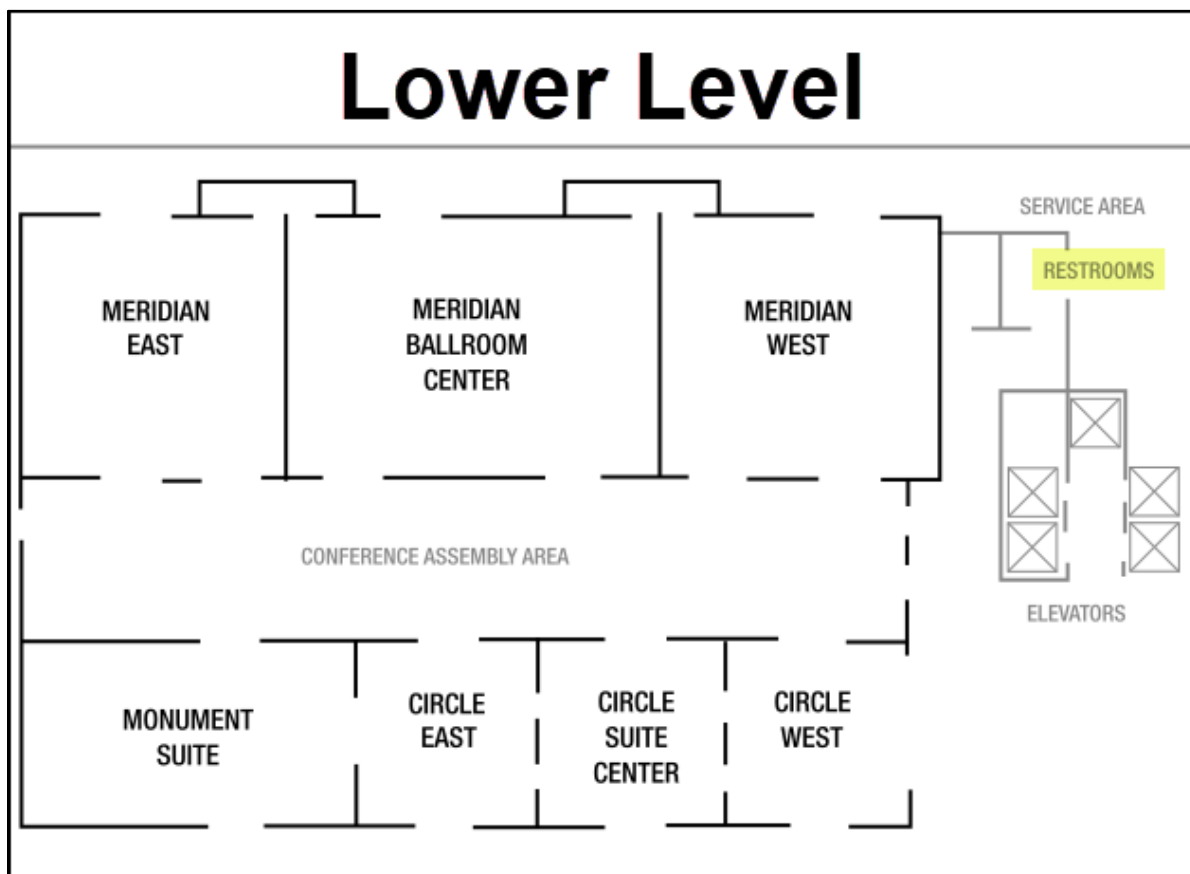 Lower Level
SERVICE AREA
RESTROOMS
MERIDIAN
EAST
MERIDIAN
BALLROOM
CENTER
MERIDIAN
WEST
CONFERENCE ASSEMBLY AREA
ELEVATORS
MONUMENT
SUITE
CIRCLE
EAST
CIRCLE
SUITE
CENTER
CIRCLE
WEST